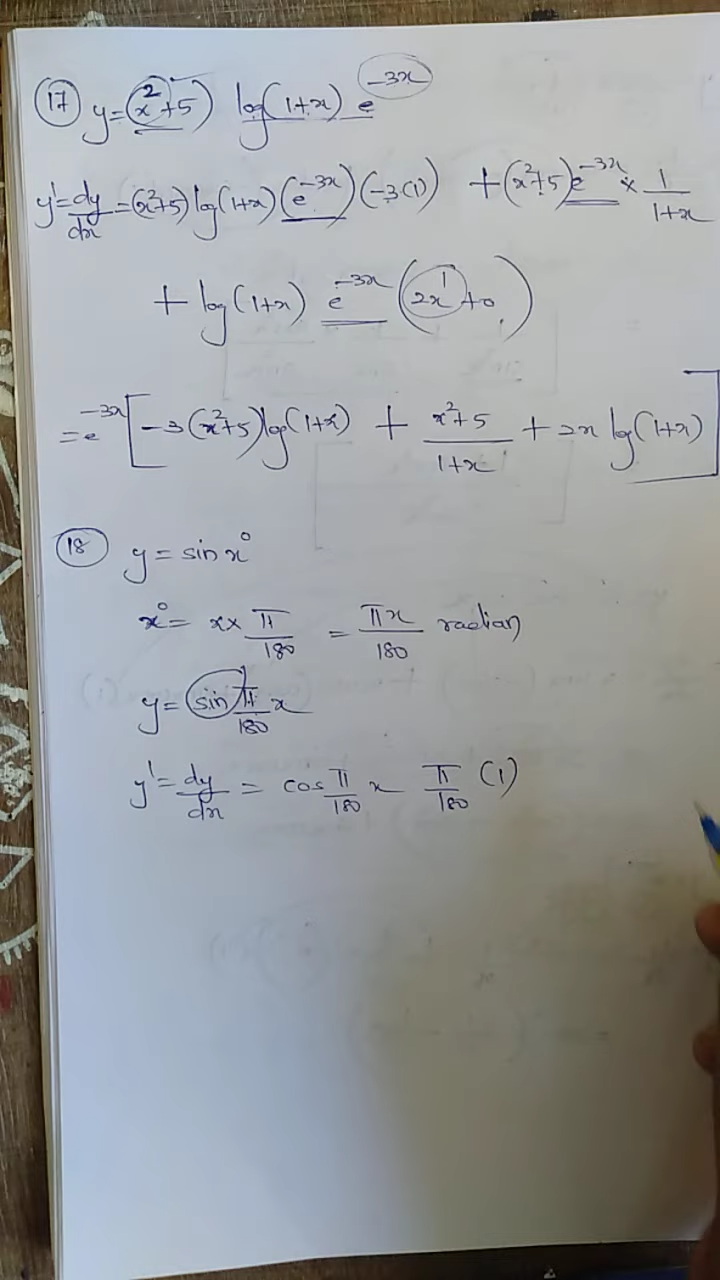 17 y = (x²+5) log(1+x) e^{-3x}
y' = dy/dx = (x²+5) log(1+x) (e^{-3x}) (-3(1)) + (x²+5) e^{-3x} × 1/(1+x)
+ log(1+x) e^{-3x} (2x¹+0)
= e^{-3x} [-3(x²+5) log(1+x) + (x²+5)/(1+x) + 2x log(1+x)]
18 y = sin x°
x° = x × π/180 = πx/180 radian
y = sin π/180 x
y' = dy/dx = cos π/180 x π/180 (1)